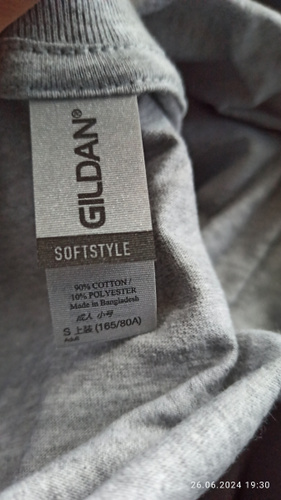 GILDAN®
SOFTSTYLE
90% COTTON/
10% POLYESTER
Made in Bangladesh
成人 小号
S 上装 (165/80A)
Adult
26.06.2024 19:30